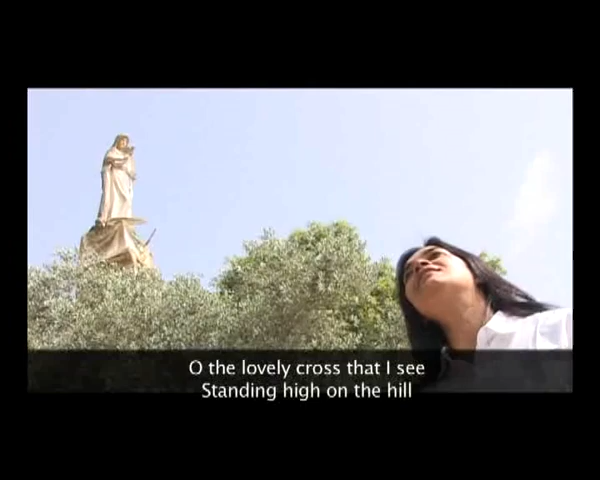 O the lovely cross that I see
Standing high on the hill